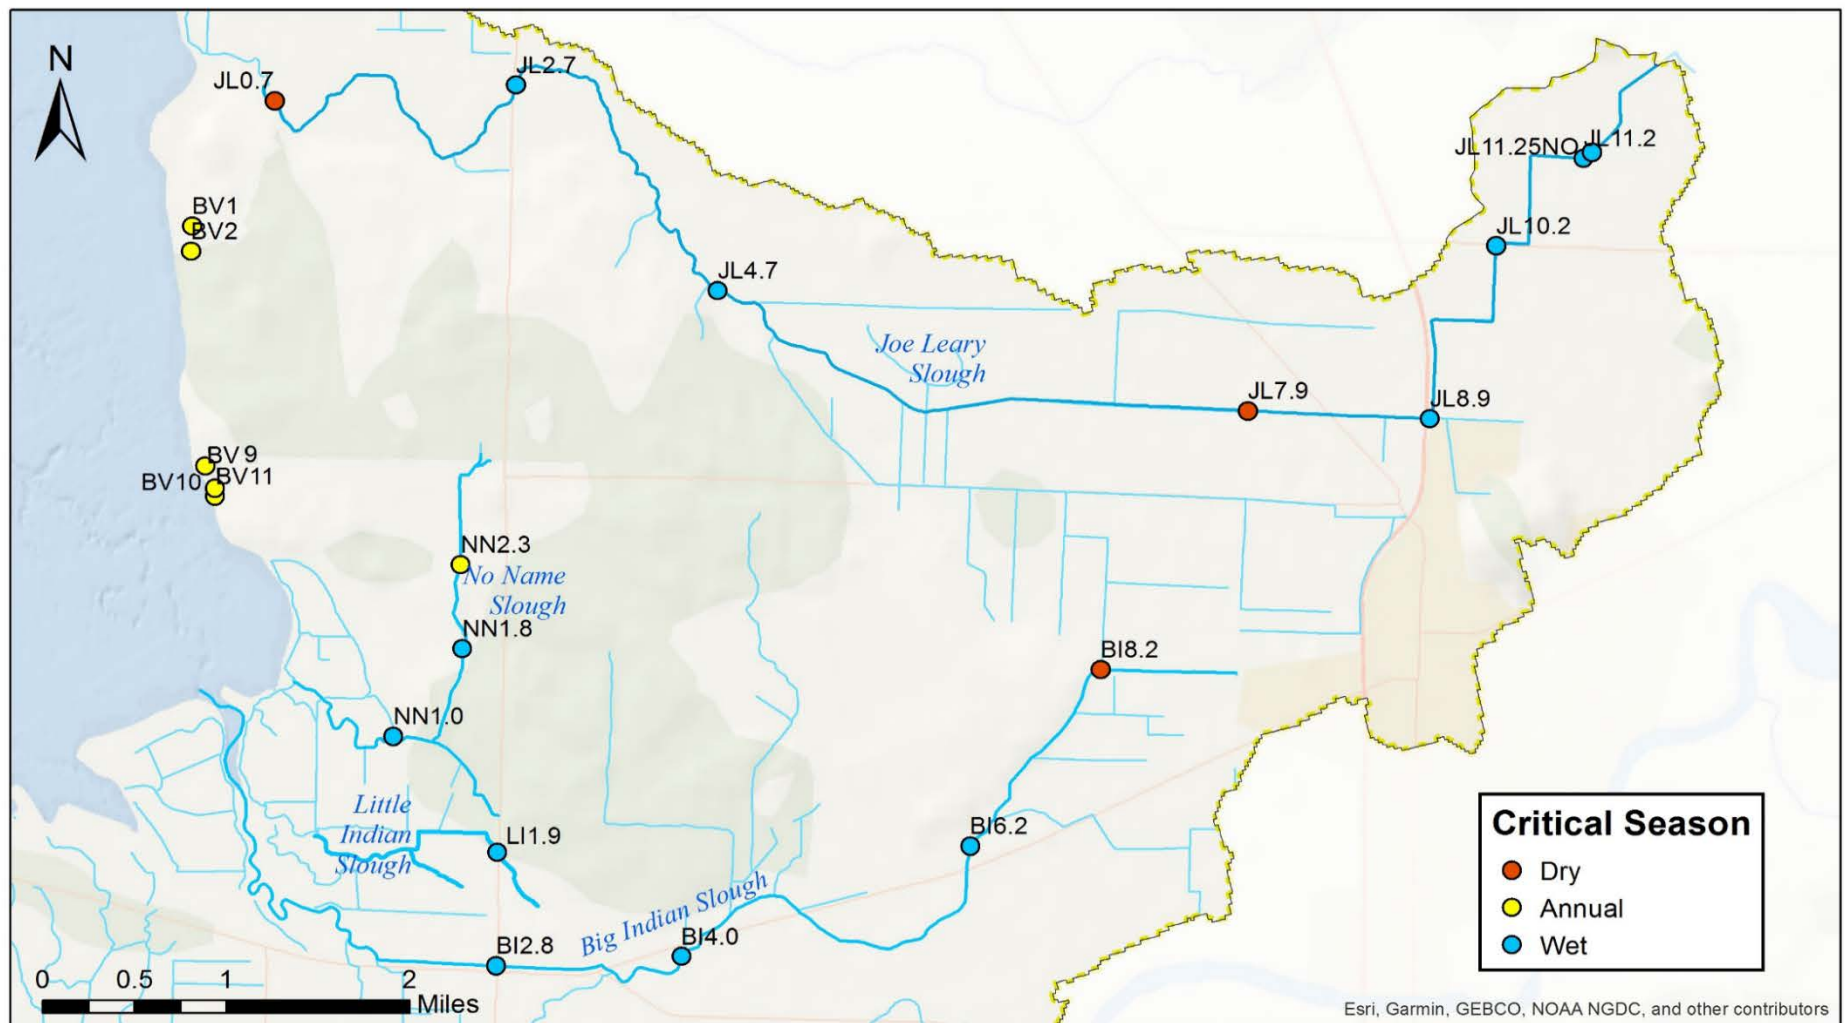 N
JL0.7
JL2.7
JL11.25NO
JL11.2
BV1
BV2
JL10.2
JL4.7
Joe Leary
Slough
JL7.9
JL8.9
BV9
BV10
BV11
NN2.3
No Name
Slough
NN1.8
BI8.2
NN1.0
Little
Indian
Slough
LI1.9
BI6.2
Big Indian Slough
BI2.8
BI4.0
Critical Season
Dry
Annual
Wet
0 0.5 1 2
Miles
Esri, Garmin, GEBCO, NOAA NGDC, and other contributors